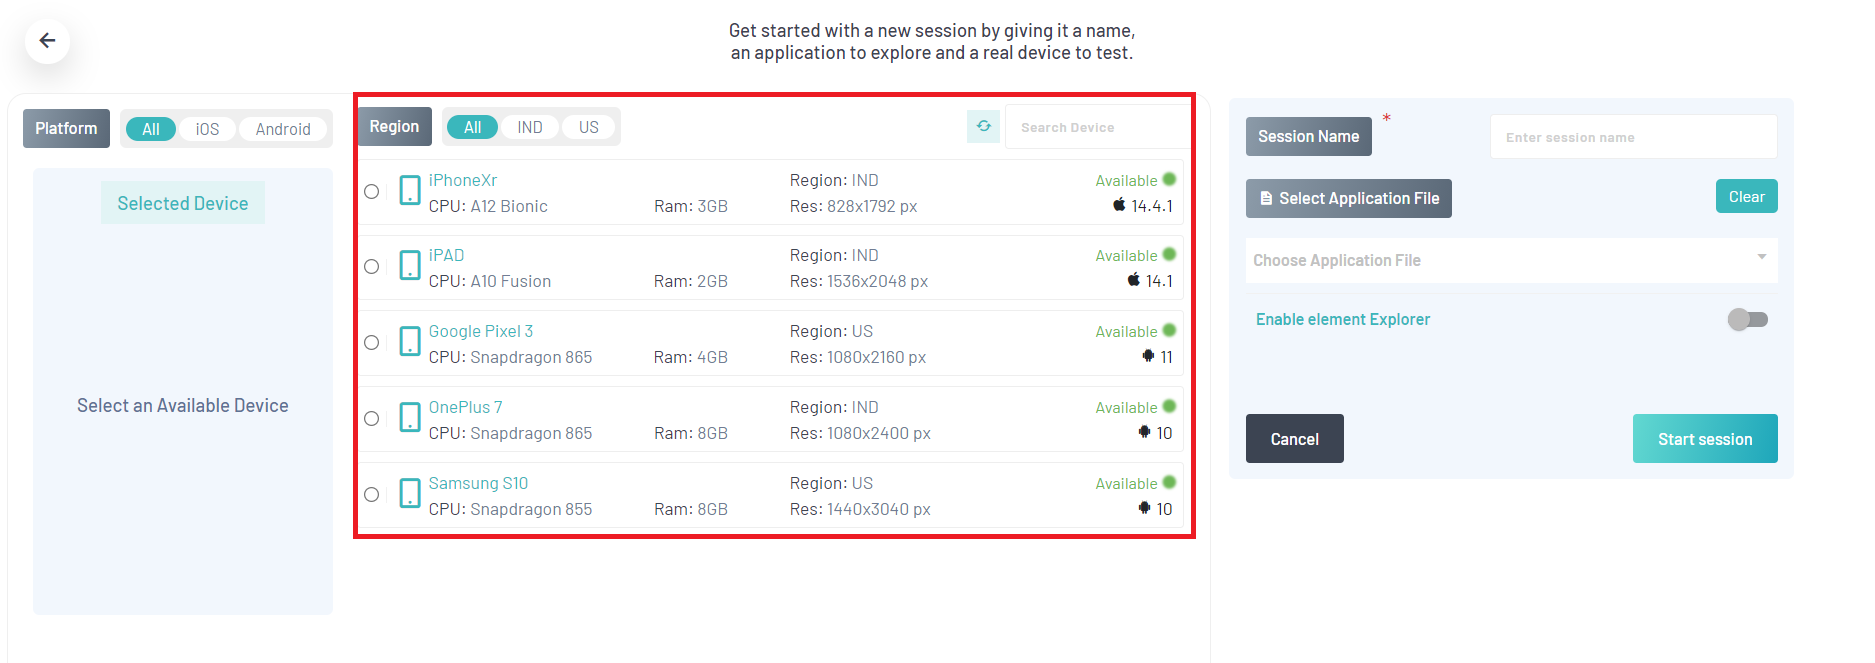 Get started with a new session by giving it a name,
an application to explore and a real device to test.
Platform All iOS Android
Selected Device
Select an Available Device
Region All IND US Search Device
iPhoneXr Region: IND Available
CPU: A12 Bionic Ram: 3GB Res: 828x1792 px 14.4.1
iPAD Region: IND Available
CPU: A10 Fusion Ram: 2GB Res: 1536x2048 px 14.1
Google Pixel 3 Region: US Available
CPU: Snapdragon 865 Ram: 4GB Res: 1080x2160 px 11
OnePlus 7 Region: IND Available
CPU: Snapdragon 865 Ram: 8GB Res: 1080x2400 px 10
Samsung S10 Region: US Available
CPU: Snapdragon 855 Ram: 8GB Res: 1440x3040 px 10
Session Name * Enter session name
Select Application File Clear
Choose Application File
Enable element Explorer
Cancel Start session